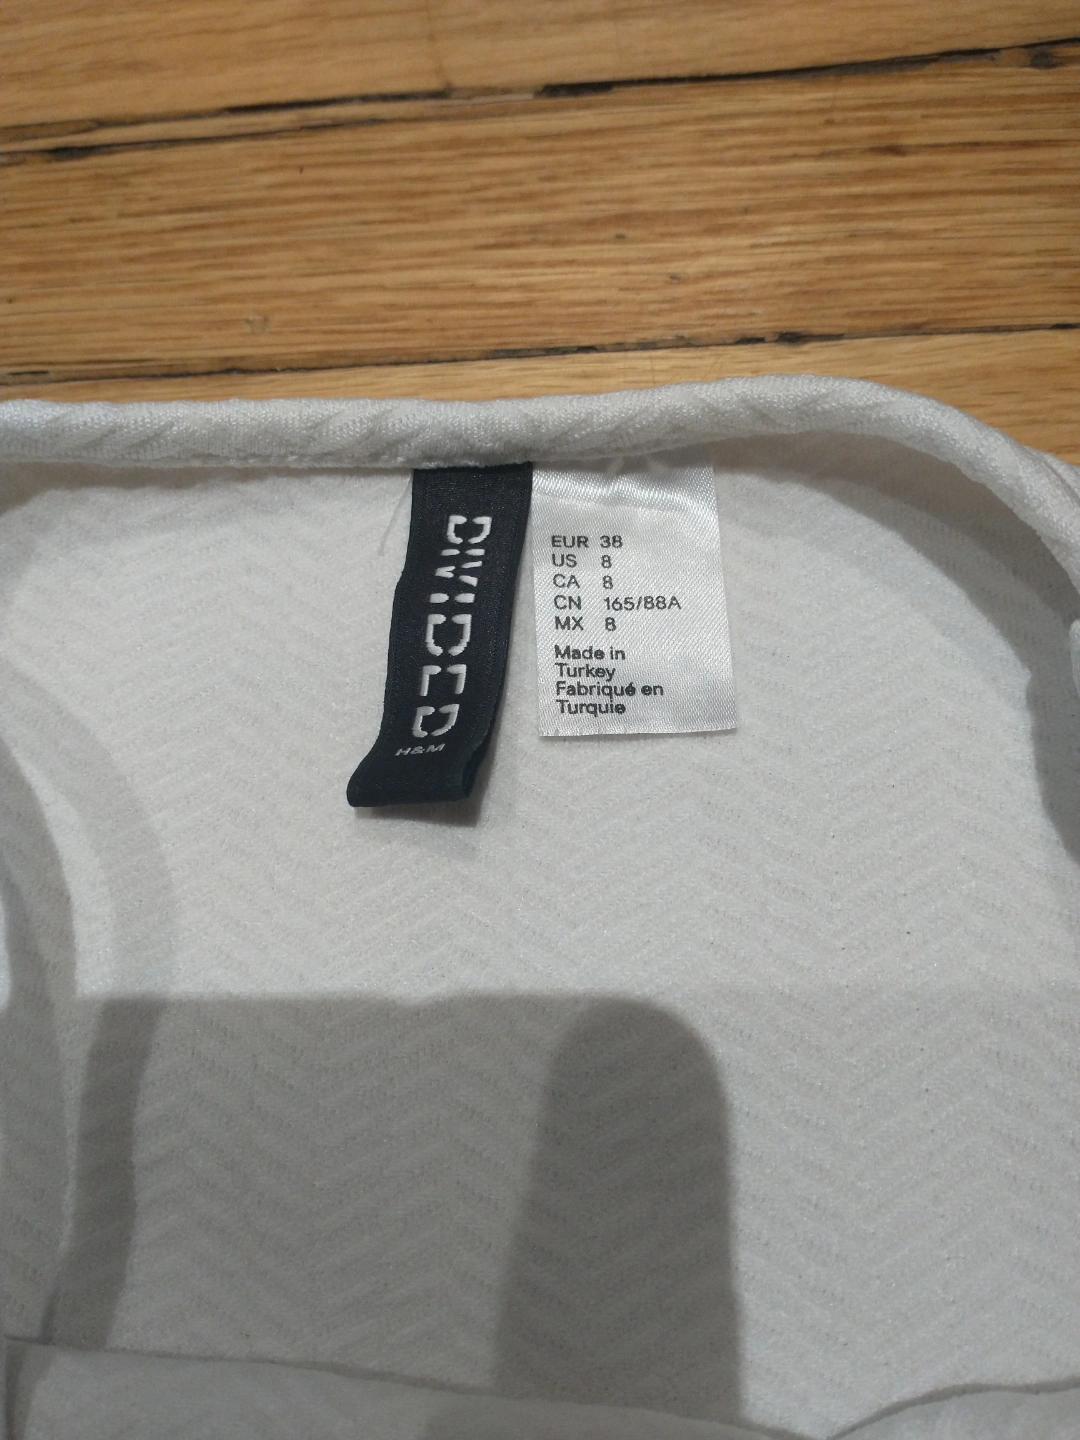 DIVIDED
H&M
EUR 38
US 8
CA 8
CN 165/88A
MX 8
Made in
Turkey
Fabriqué en
Turquie